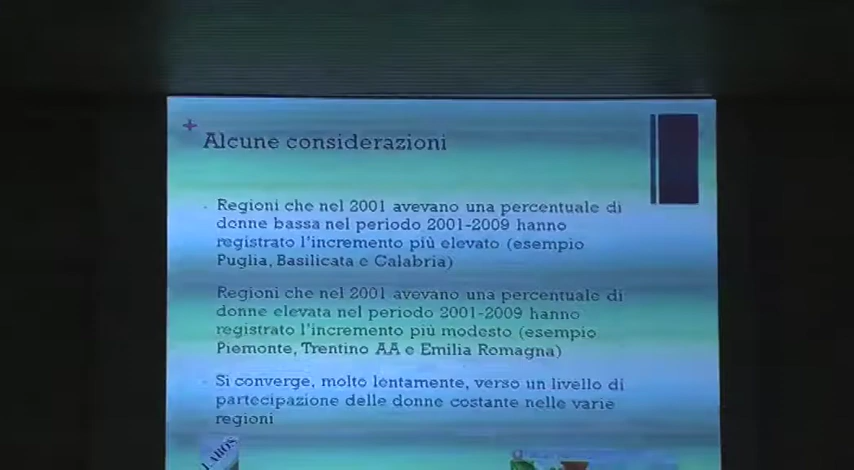 +
Alcune considerazioni
Regioni che nel 2001 avevano una percentuale di
donne bassa nel periodo 2001-2009 hanno
registrato l'incremento più elevato (esempio
Puglia, Basilicata e Calabria)
Regioni che nel 2001 avevano una percentuale di
donne elevata nel periodo 2001-2009 hanno
registrato l'incremento più modesto (esempio
Piemonte, Trentino AA e Emilia Romagna)
Si converge, molto lentamente, verso un livello di
partecipazione delle donne costante nelle varie
regioni